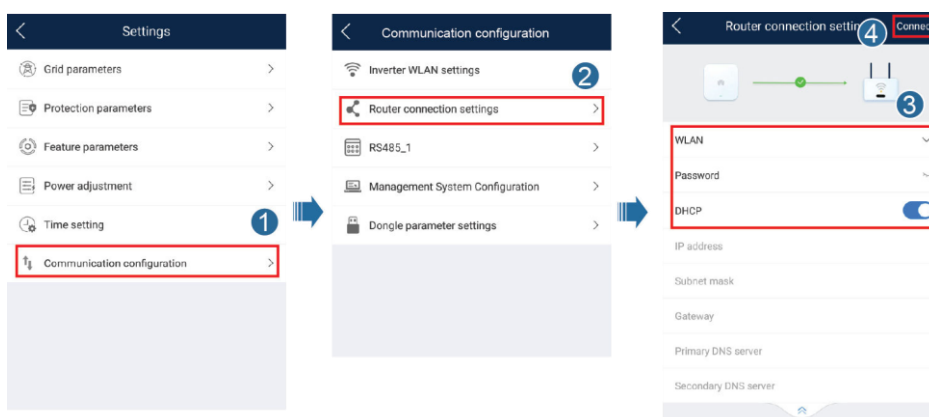 Settings
Grid parameters
Protection parameters
Feature parameters
Power adjustment
Time setting
1
Communication configuration
Communication configuration
Inverter WLAN settings
2
Router connection settings
RS485_1
Management System Configuration
Dongle parameter settings
Router connection settin
4
Connec
3
WLAN
Password
DHCP
IP address
Subnet mask
Gateway
Primary DNS server
Secondary DNS server